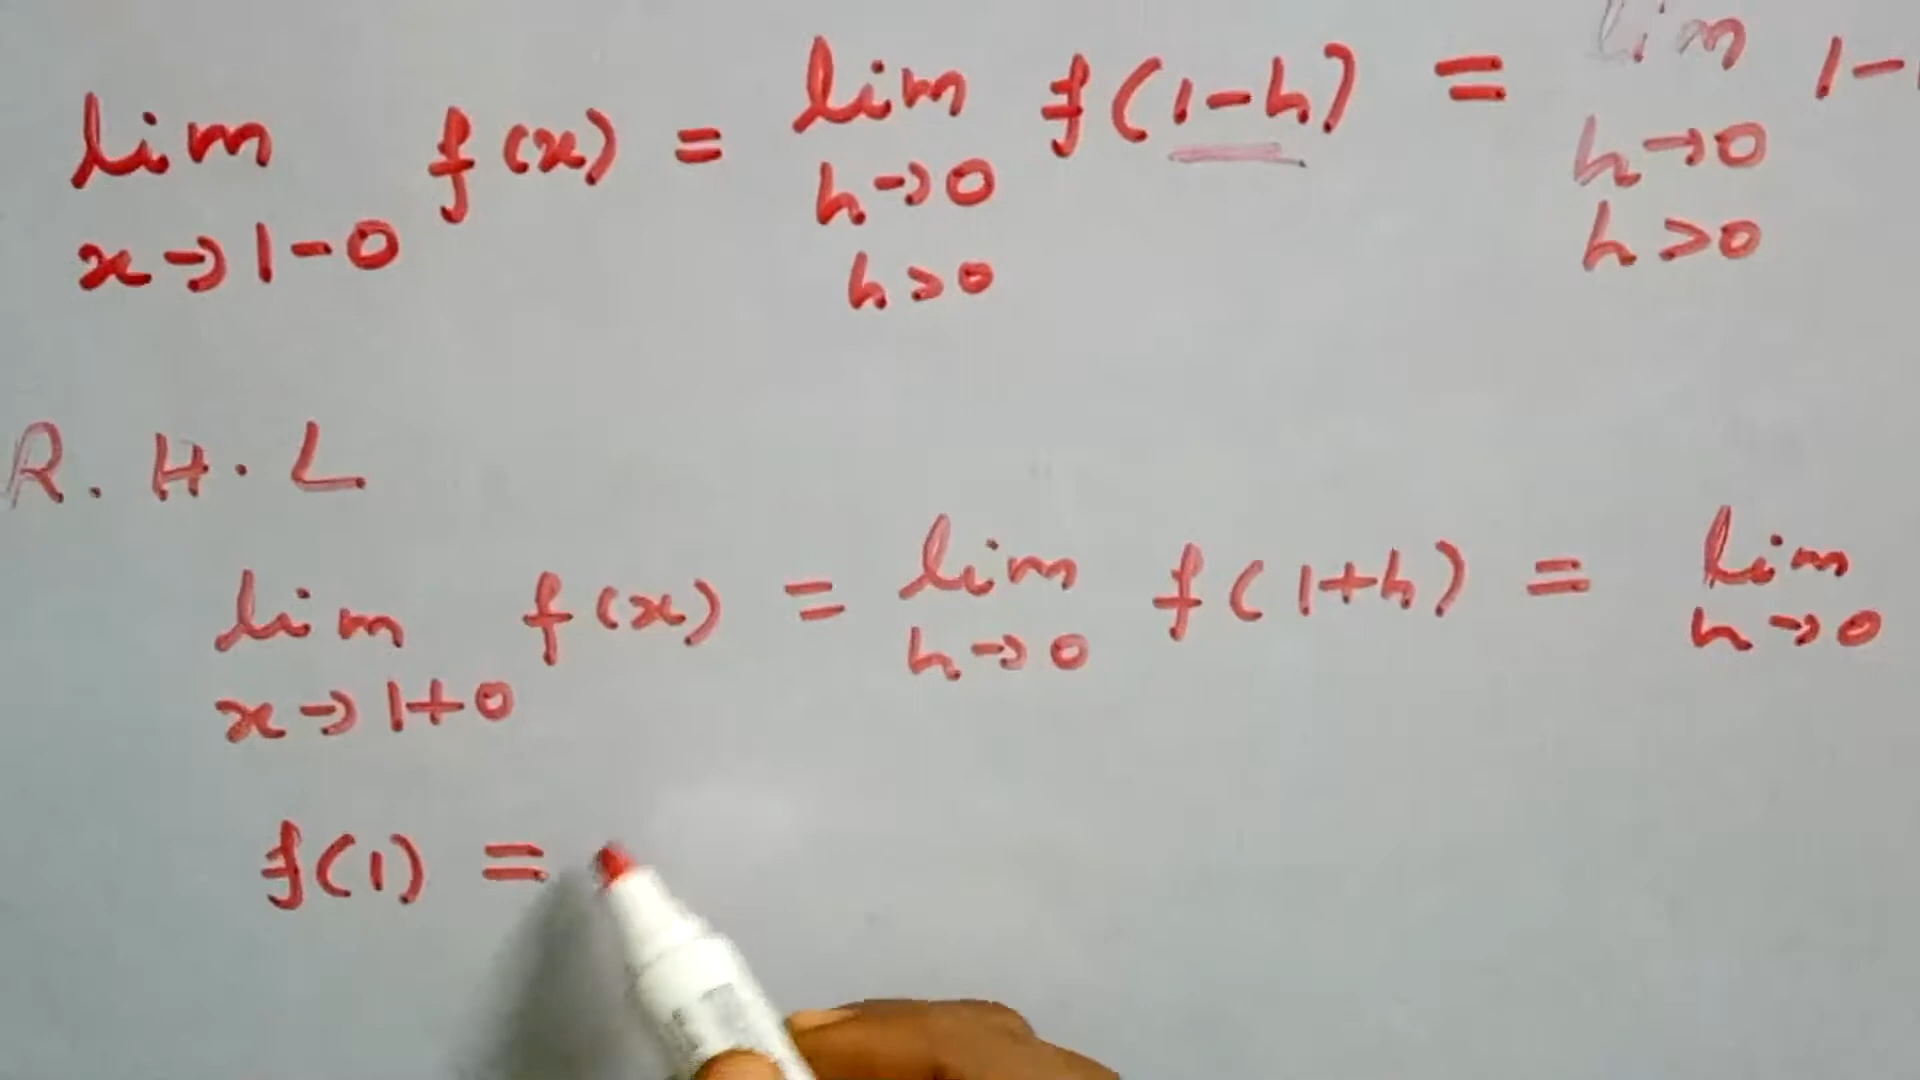 lim f(x) = lim f(1-h) = lim 1-
x→1-0 h→0 h→0
h>0 h>0
R.H.L
lim f(x) = lim f(1+h) = lim
x→1+0 h→0 h→0
f(1) =